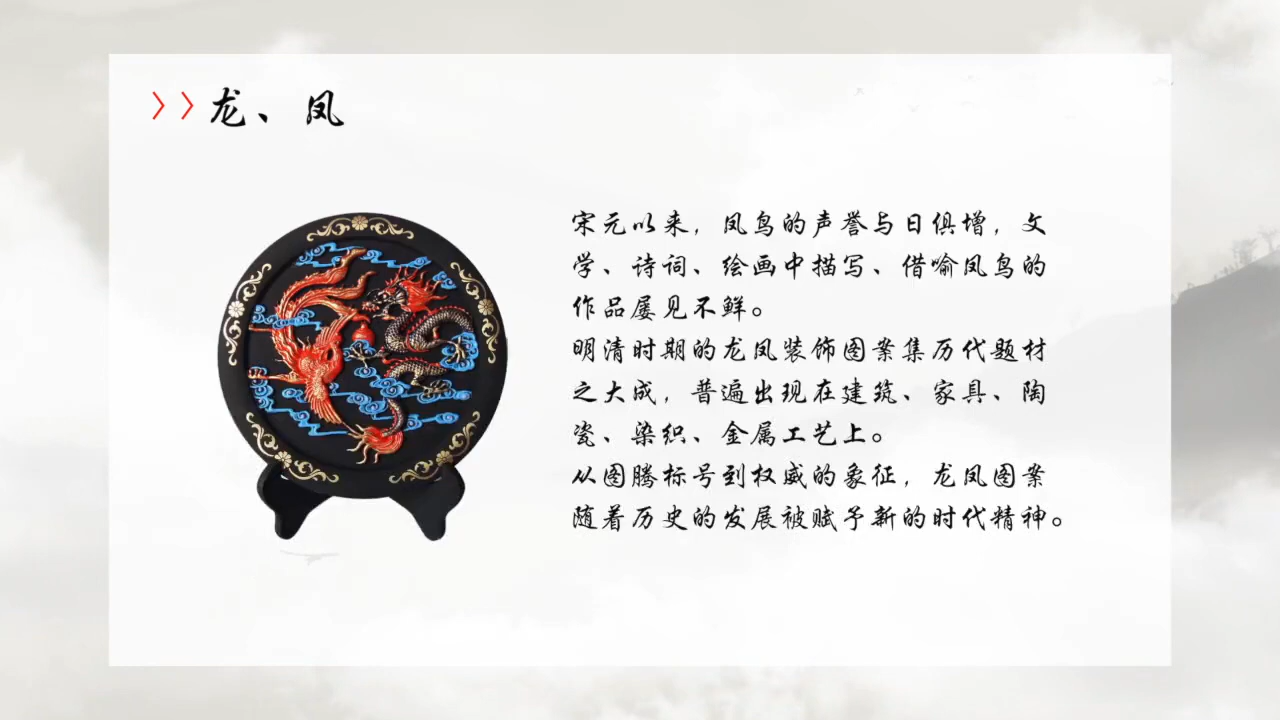 龙、凤
宋元以来，凤鸟的声誉与日俱增，文
学、诗词、绘画中描写、借喻凤鸟的
作品屡见不鲜。
明清时期的龙凤装饰图案集历代题材
之大成，普遍出现在建筑、家具、陶
瓷、染织、金属工艺上。
从图腾标号到权威的象征，龙凤图案
随着历史的发展被赋予新的时代精神。